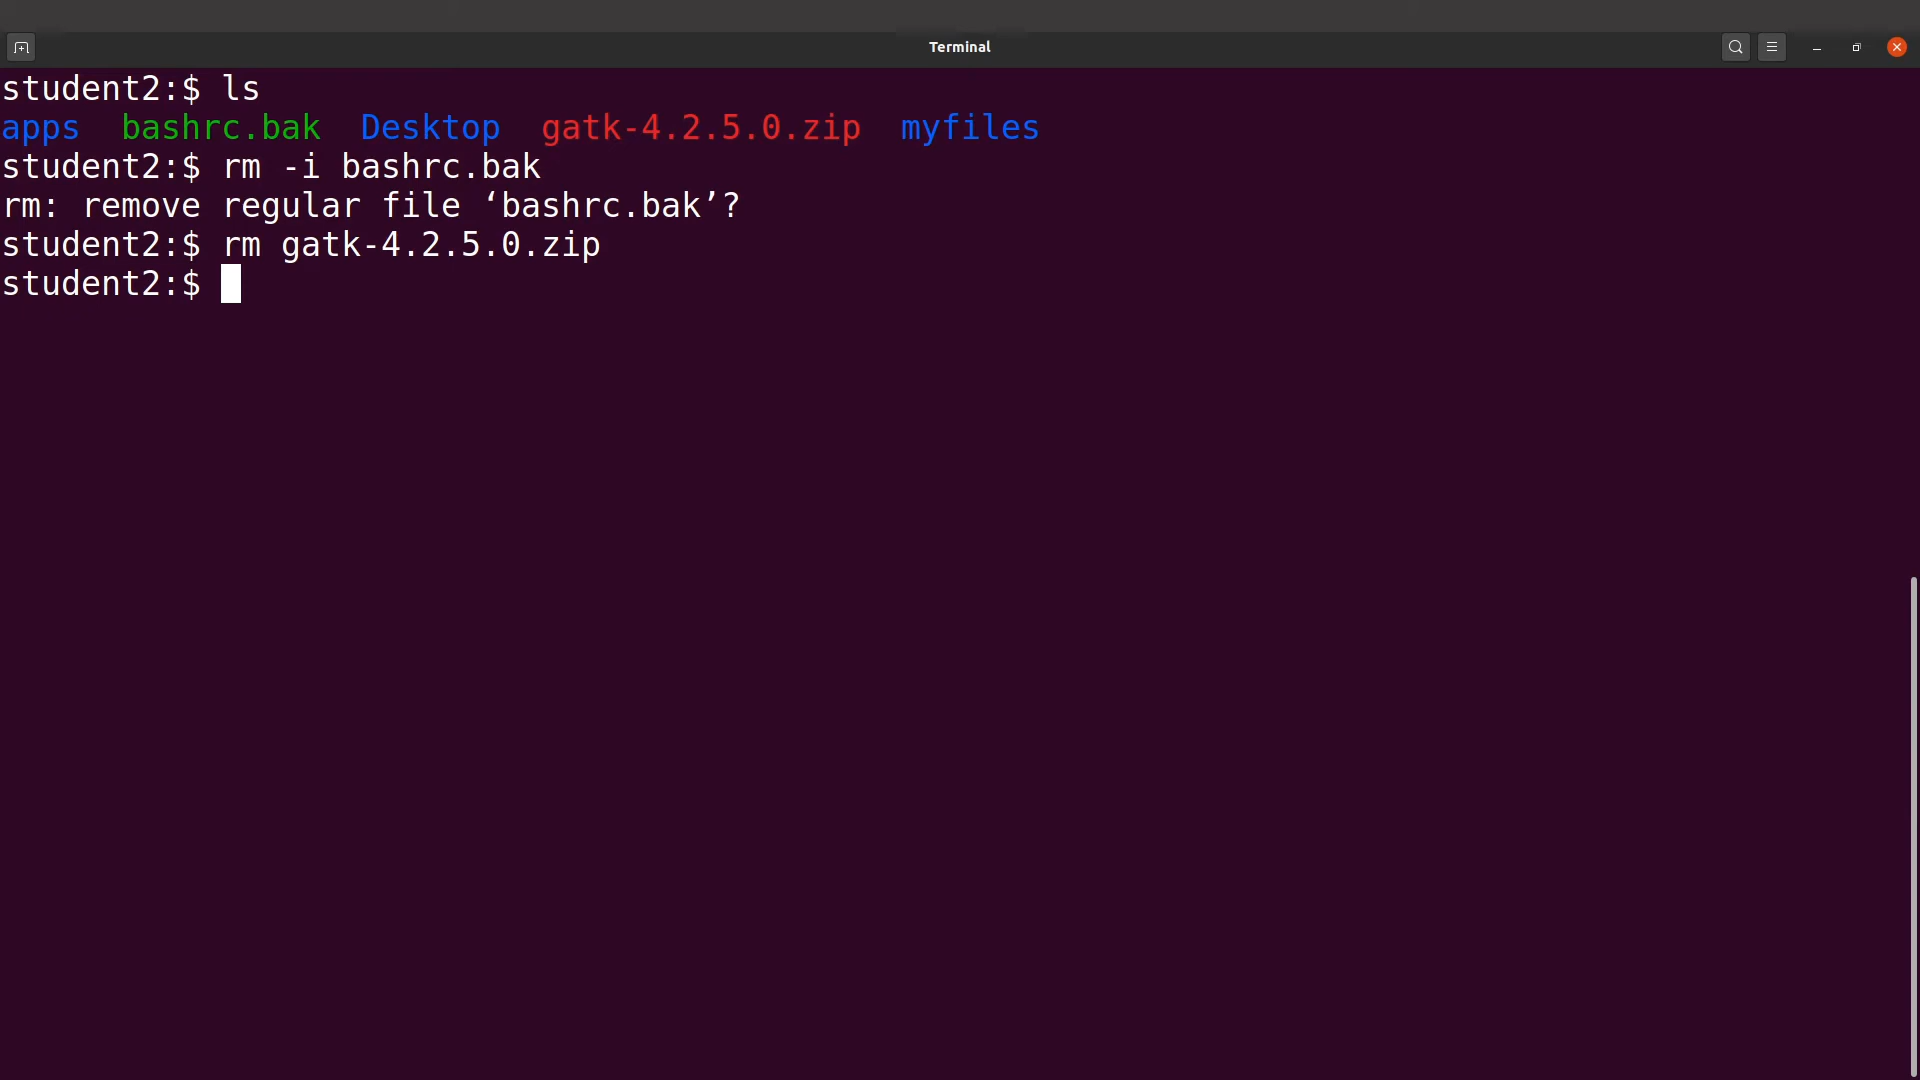 Terminal
student2:$ ls
apps  bashrc.bak  Desktop  gatk-4.2.5.0.zip  myfiles
student2:$ rm -i bashrc.bak
rm: remove regular file ‘bashrc.bak’?
student2:$ rm gatk-4.2.5.0.zip
student2:$